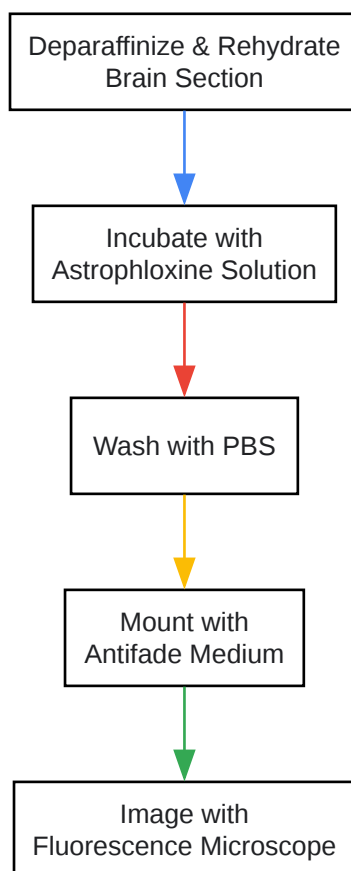 Deparaffinize & Rehydrate
Brain Section
Incubate with
Astrophloxine Solution
Wash with PBS
Mount with
Antifade Medium
Image with
Fluorescence Microscope